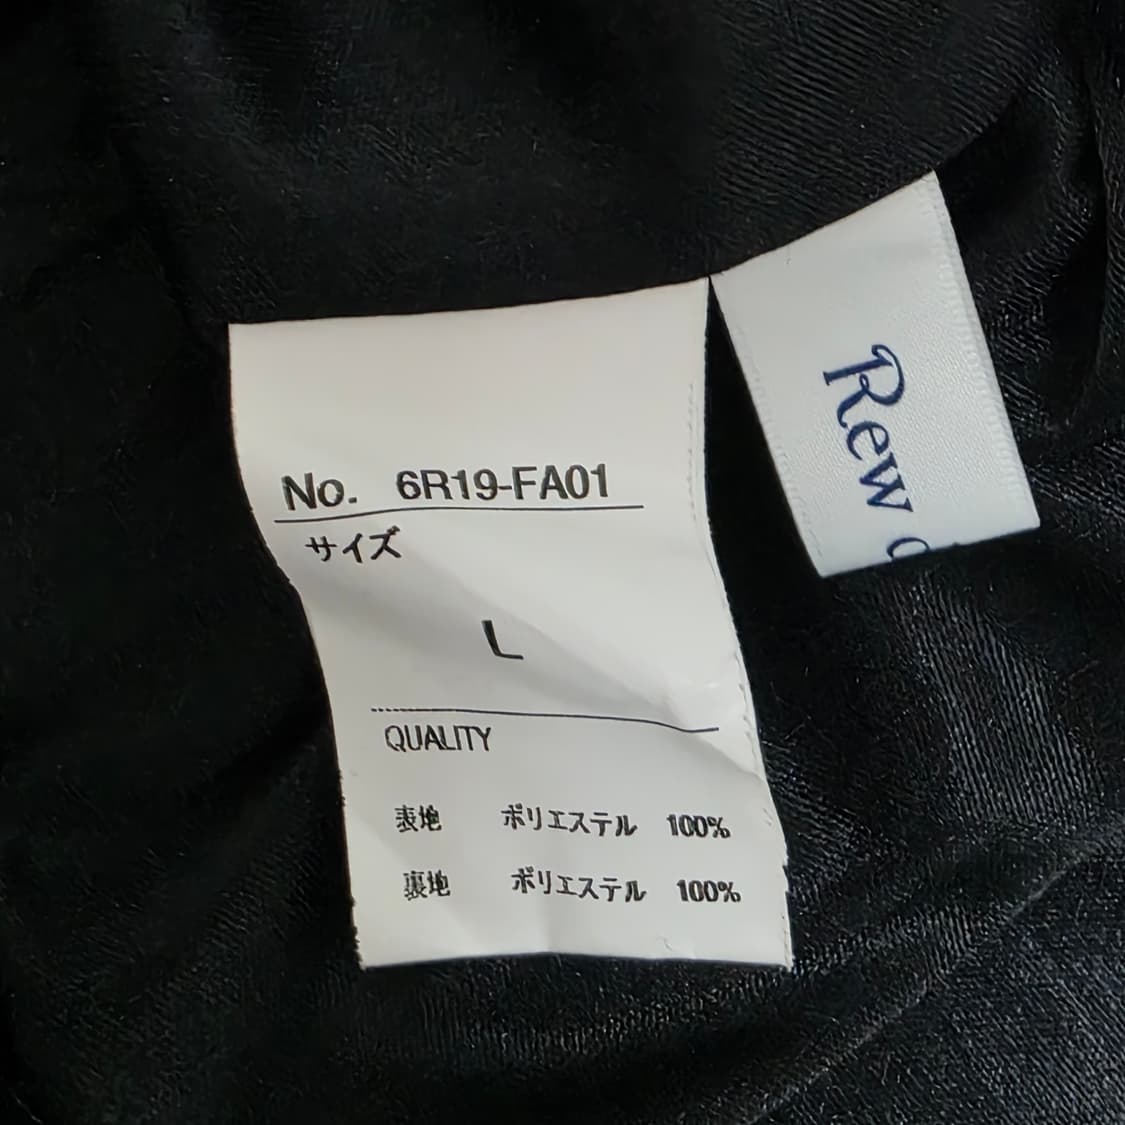 No. 6R19-FA01
サイズ
L
QUALITY
表地 ポリエステル 100%
裏地 ポリエステル 100%
Rew